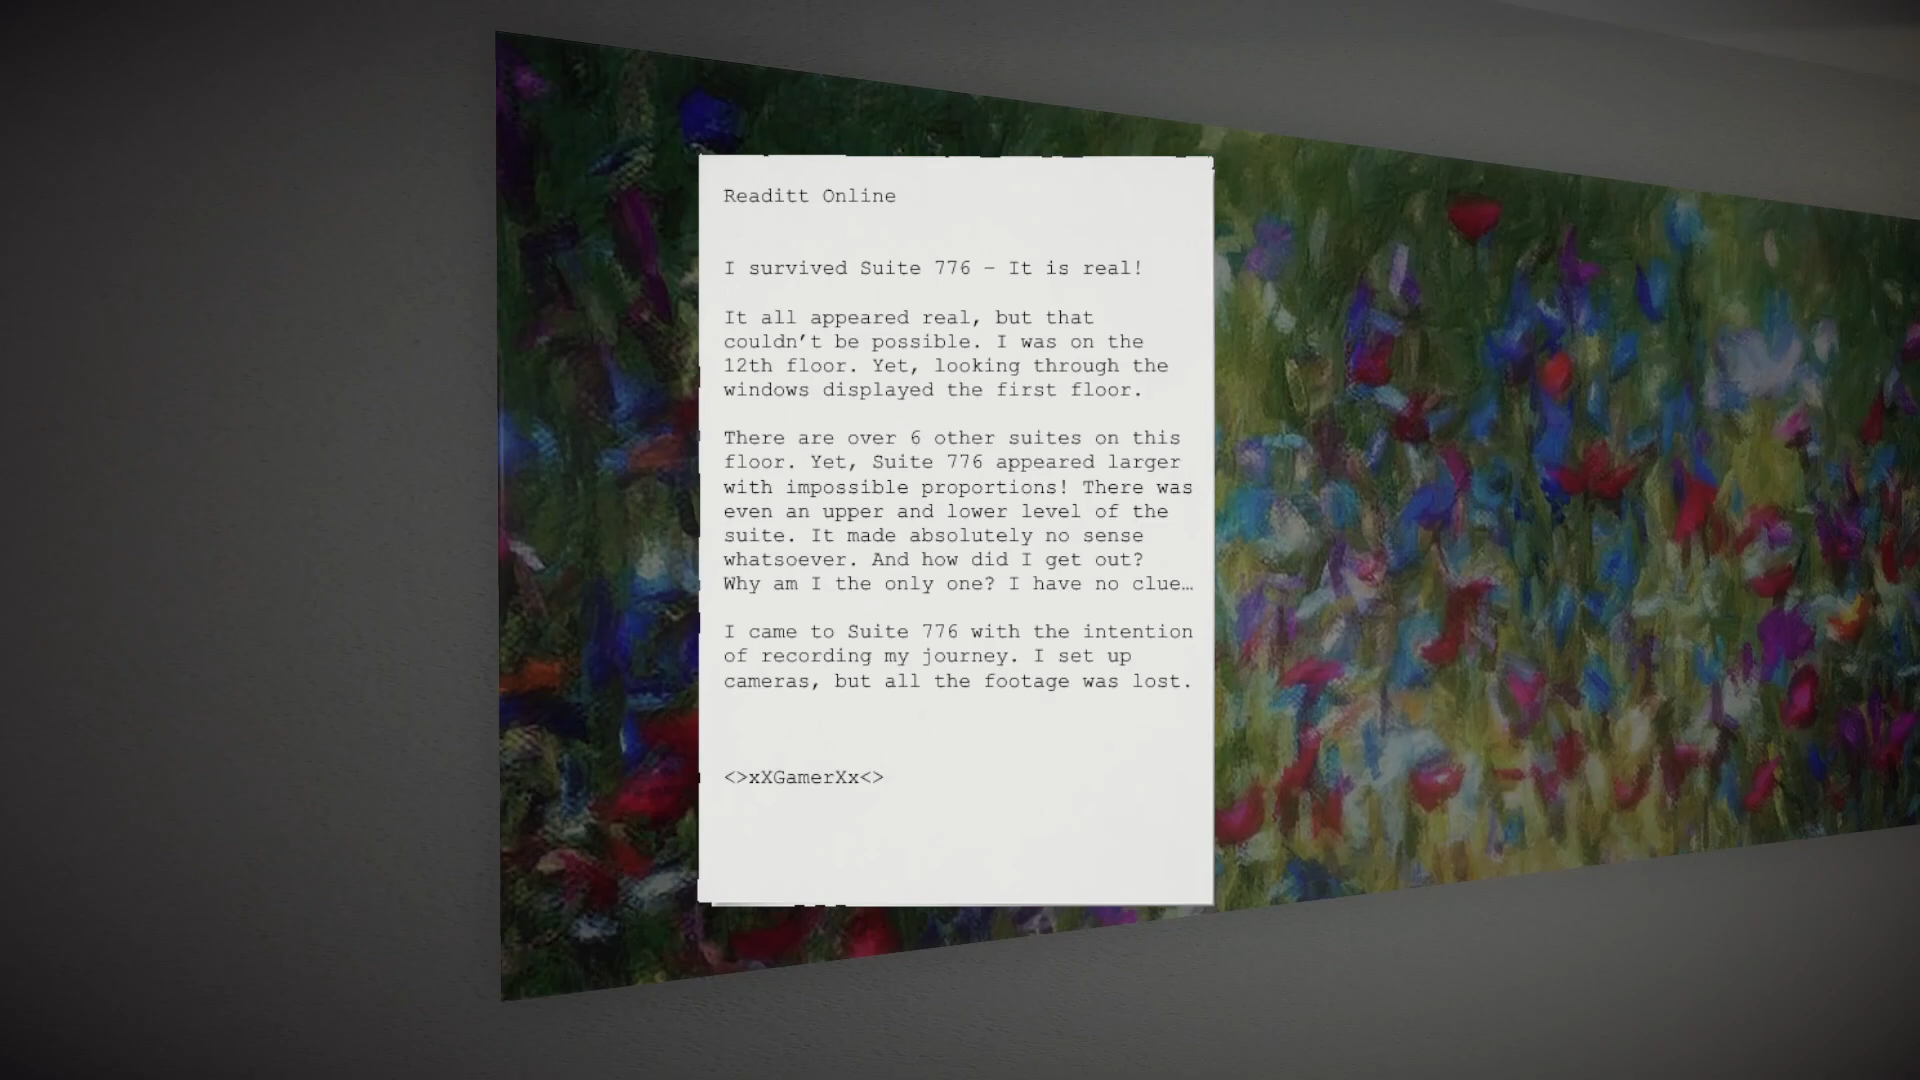 Readitt Online
I survived Suite 776 – It is real!
It all appeared real, but that
couldn’t be possible. I was on the
12th floor. Yet, looking through the
windows displayed the first floor.
There are over 6 other suites on this
floor. Yet, Suite 776 appeared larger
with impossible proportions! There was
even an upper and lower level of the
suite. It made absolutely no sense
whatsoever. And how did I get out?
Why am I the only one? I have no clue…
I came to Suite 776 with the intention
of recording my journey. I set up
cameras, but all the footage was lost.
<>xXGamerXx<>